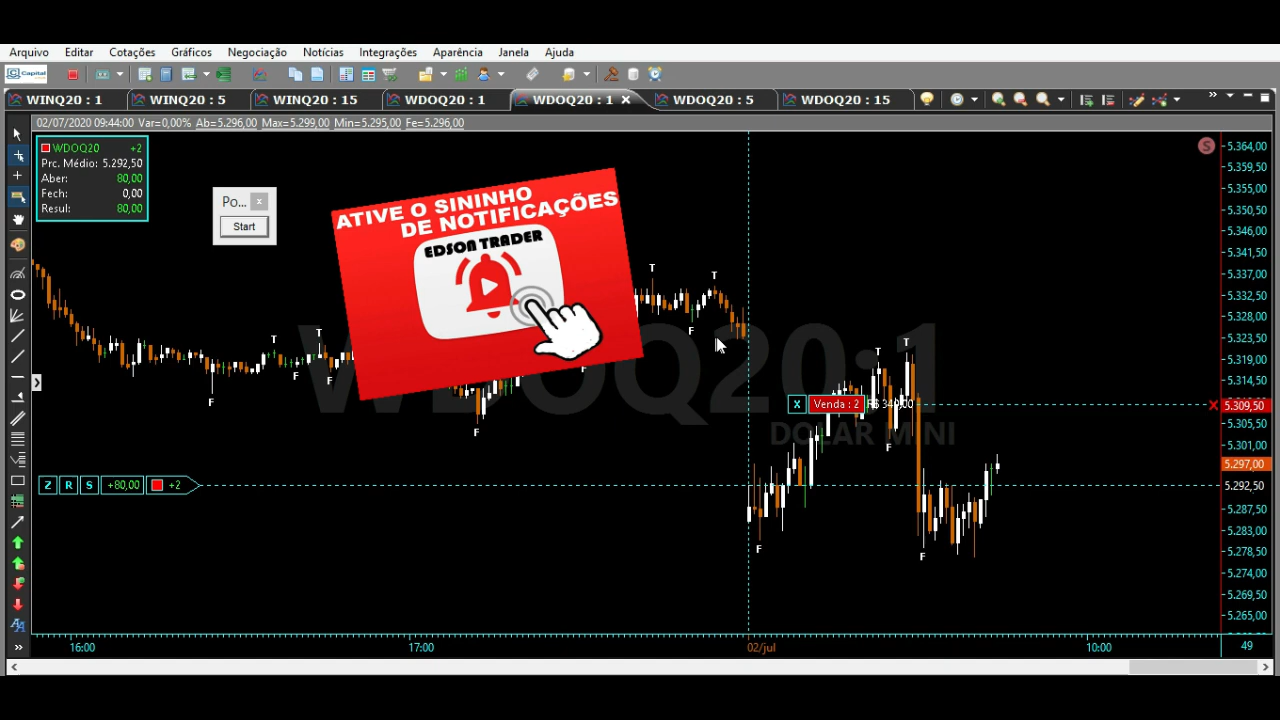 Arquivo Editar Cotações Gráficos Negociação Notícias Integrações Aparência Janela Ajuda
Capital
WINQ20 : 1 WINQ20 : 5 WINQ20 : 15 WDOQ20 : 1 WDOQ20 : 1 WDOQ20 : 5 WDOQ20 : 15
02/07/2020 09:44:00 Var=0,00% Ab=5.296,00 Max=5.299,00 Min=5.295,00 Fe=5.296,00
WDOQ20 +2
Prc. Médio: 5.292,50
Aber: 80,00
Fech: 0,00
Resul: 80,00
Po... x
Start
ATIVE O SININHO
DE NOTIFICAÇÕES
EDSON TRADER
WDOQ20:1
DOLAR MINI
S
T
T
T
T
T
T
F
F
F
F
F
F
F
F
X Venda : 2 R$ 340,00
Z R S +80,00 +2
5.364,00
5.359,50
5.355,00
5.350,50
5.346,00
5.341,50
5.337,00
5.332,50
5.328,00
5.323,50
5.319,00
5.314,50
5.309,50
5.305,50
5.301,00
5.297,00
5.292,50
5.287,50
5.283,00
5.278,50
5.274,00
5.269,50
5.265,00
16:00 17:00 02/jul 10:00 49